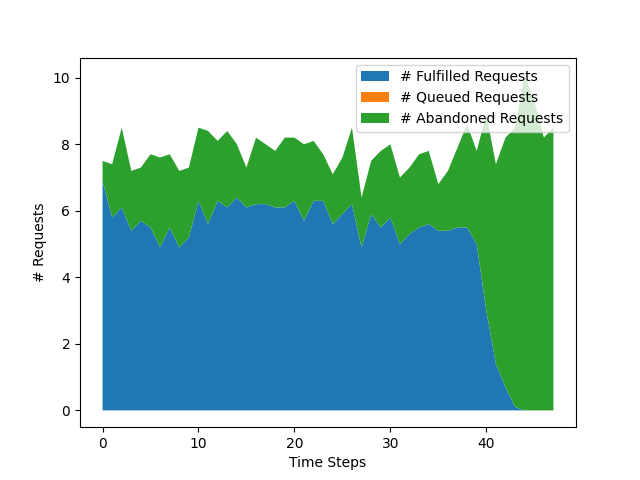 # Fulfilled Requests
# Queued Requests
# Abandoned Requests
10
8
6
4
2
0
# Requests
0 10 20 30 40
Time Steps